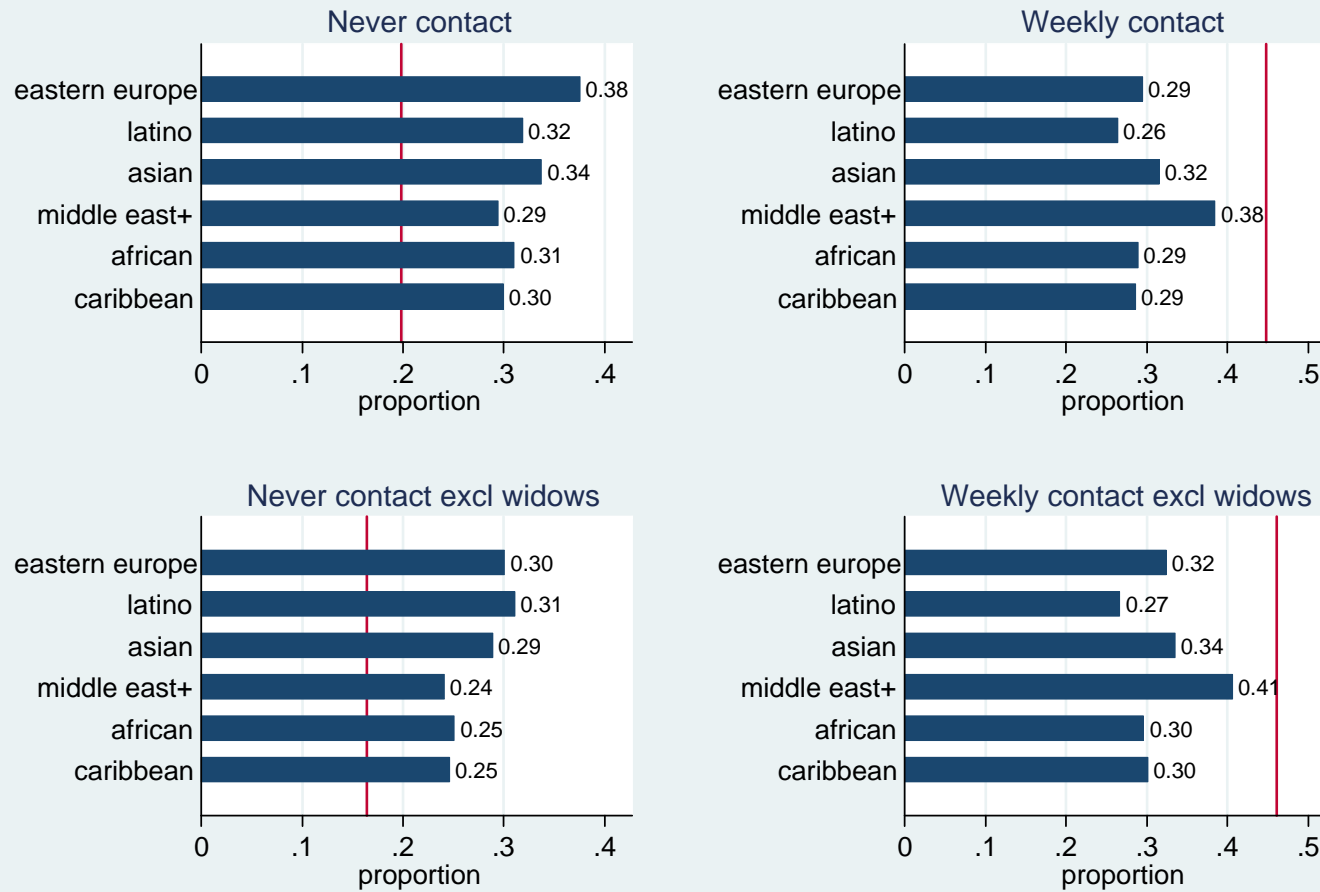 Never contact
eastern europe 0.38
latino 0.32
asian 0.34
middle east+ 0.29
african 0.31
caribbean 0.30
0 .1 .2 .3 .4
proportion
Weekly contact
eastern europe 0.29
latino 0.26
asian 0.32
middle east+ 0.38
african 0.29
caribbean 0.29
0 .1 .2 .3 .4 .5
proportion
Never contact excl widows
eastern europe 0.30
latino 0.31
asian 0.29
middle east+ 0.24
african 0.25
caribbean 0.25
0 .1 .2 .3 .4
proportion
Weekly contact excl widows
eastern europe 0.32
latino 0.27
asian 0.34
middle east+ 0.41
african 0.30
caribbean 0.30
0 .1 .2 .3 .4 .5
proportion